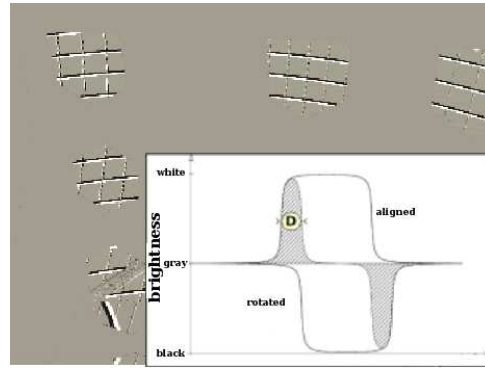 white
aligned
D
brightness
gray
rotated
black